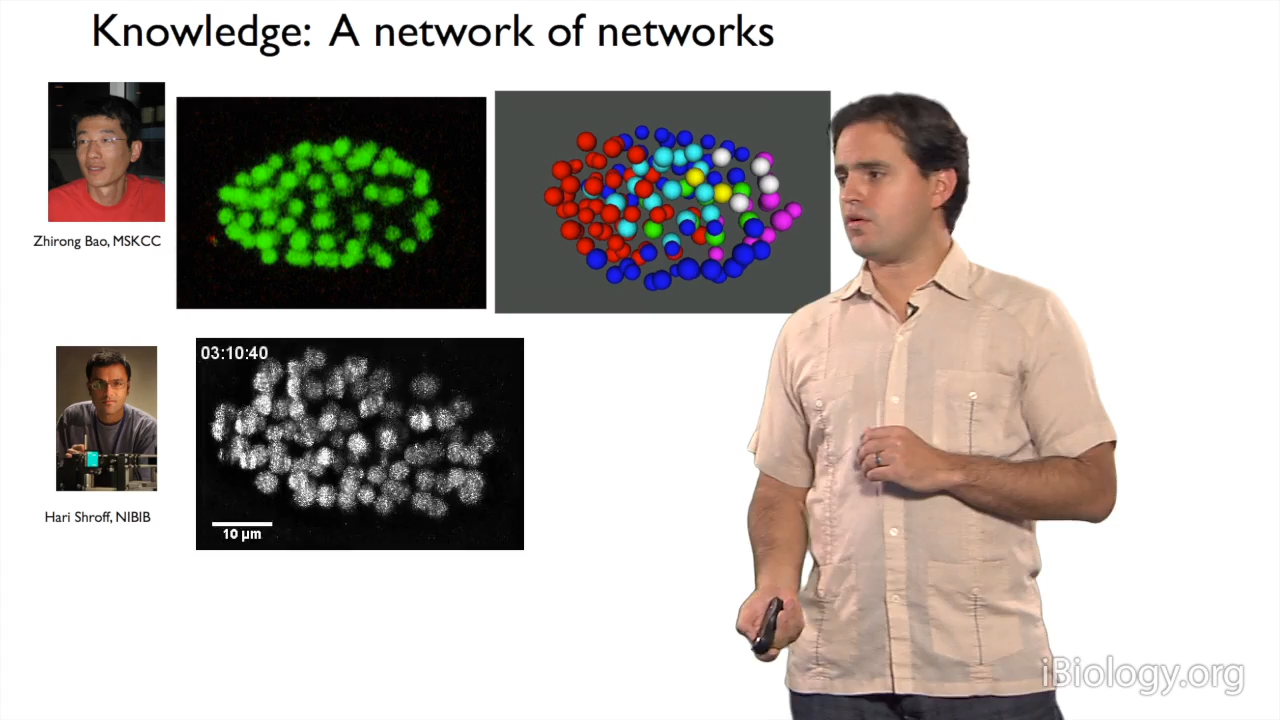 Knowledge: A network of networks
Zhirong Bao, MSKCC
03:10:40
10 µm
Hari Shroff, NIBIB
iBiology.org